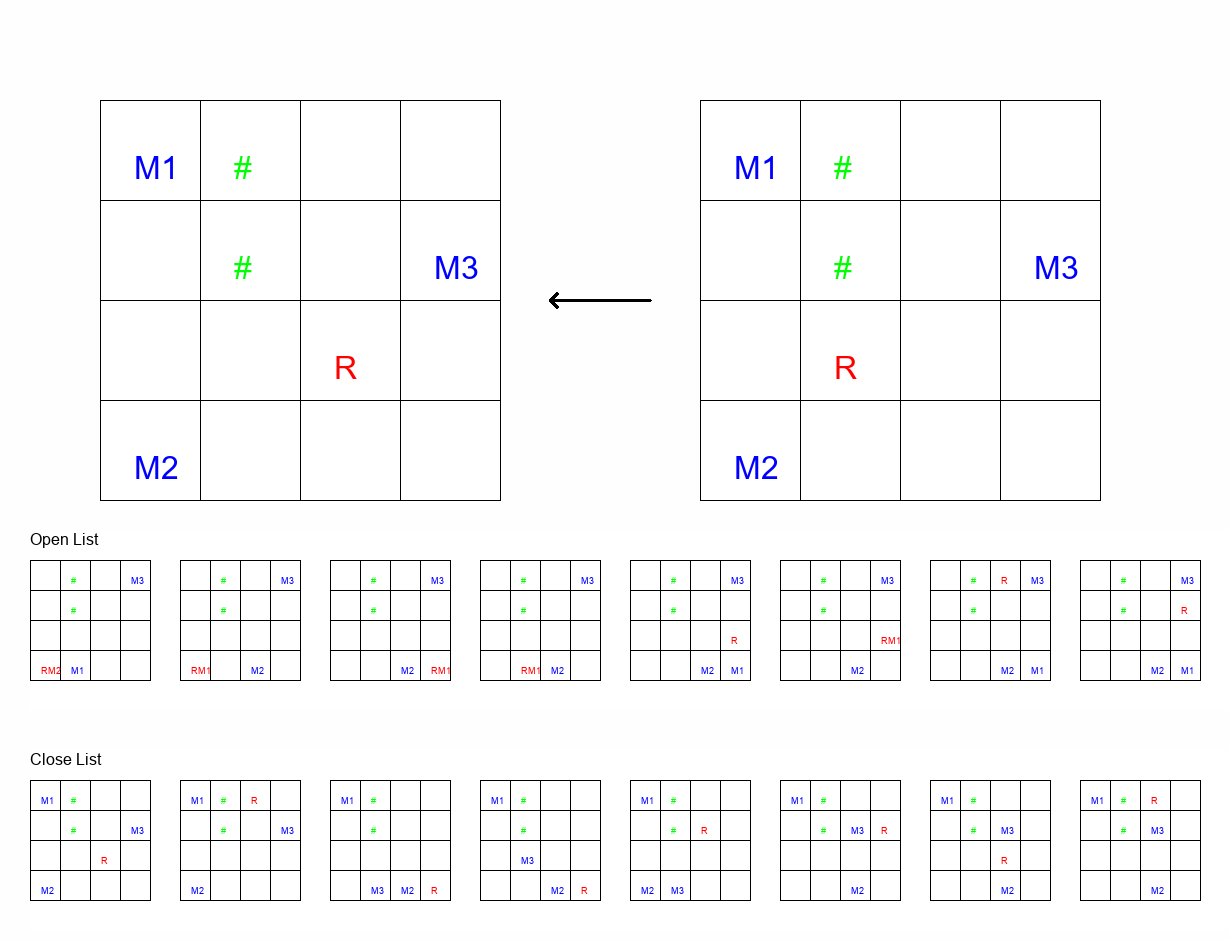 M1 # M1 #
# M3 # M3
R R
M2 M2
Open List
# M3 # M3 # M3 # M3 # M3 # M3 # R M3 # M3
# # # # # # # # R
R RM1
RM2 M1 RM1 M2 M2 RM1 RM1 M2 M2 M1 M2 M2 M1 M2 M1
Close List
M1 # M1 # R M1 # M1 # M1 # M1 # M1 # M1 # R
# M3 # M3 # # # R # M3 R # M3 # M3
R M3 R
M2 M2 M3 M2 R M2 R M2 M3 M2 M2 M2